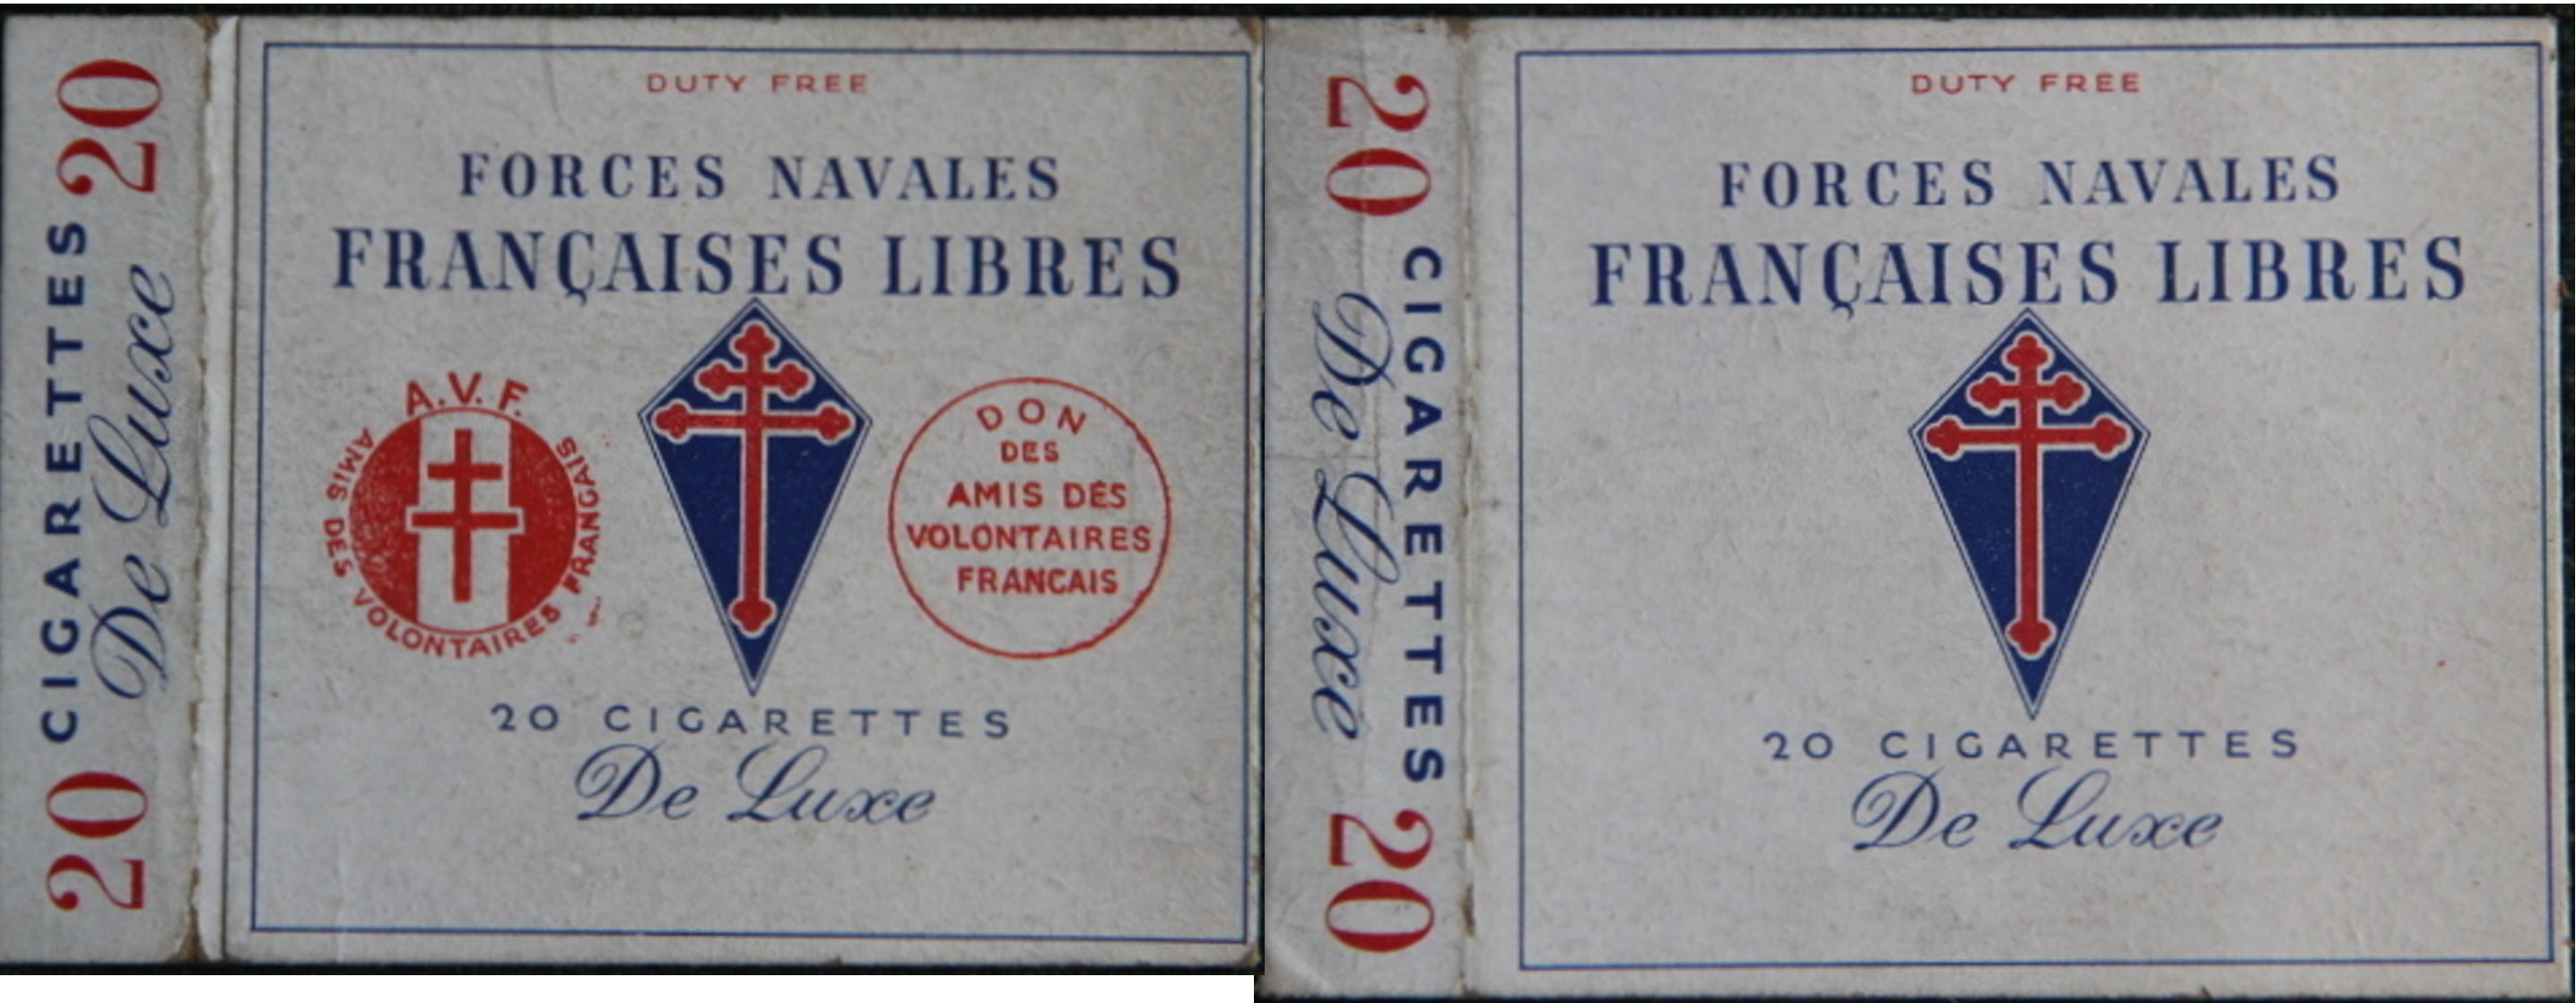 20 CIGARETTES 20
De Luxe
DUTY FREE
FORCES NAVALES
FRANÇAISES LIBRES
A.V.F.
AMIS DES VOLONTAIRES FRANCAIS
DON
DES
AMIS DES
VOLONTAIRES
FRANCAIS
20 CIGARETTES
De Luxe
20 CIGARETTES 20
De Luxe
DUTY FREE
FORCES NAVALES
FRANÇAISES LIBRES
20 CIGARETTES
De Luxe